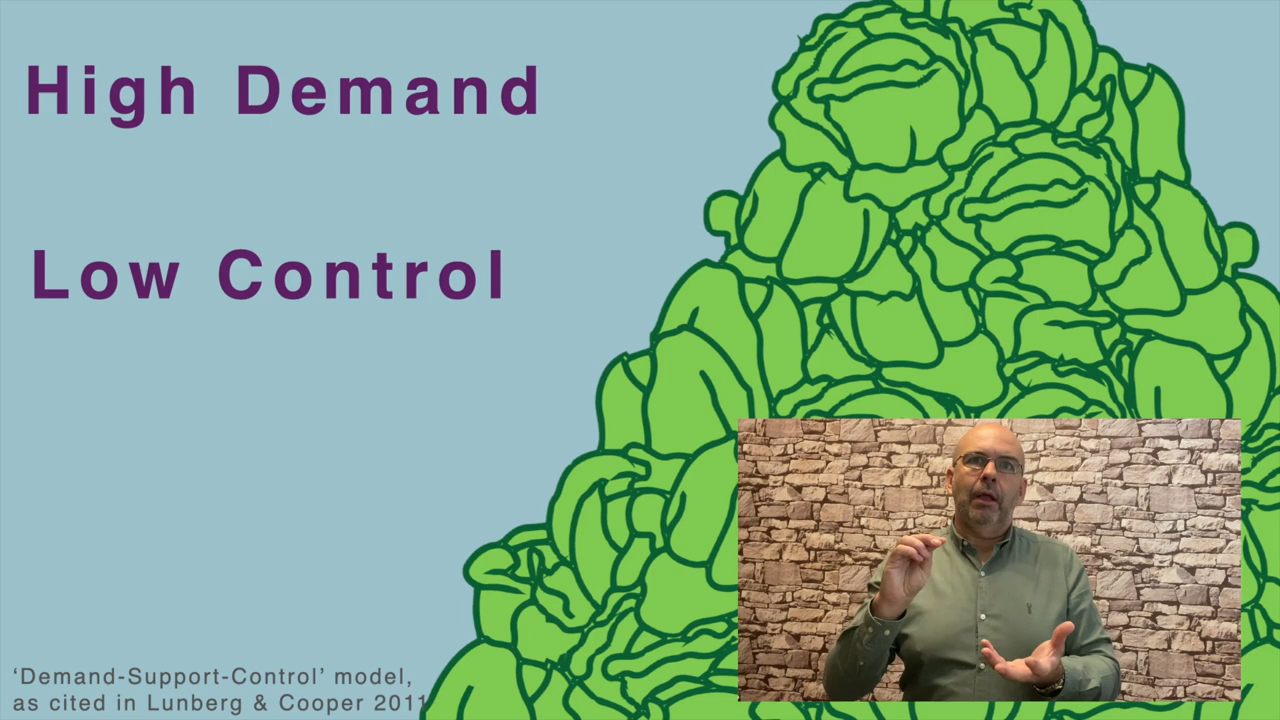 High Demand
Low Control
‘Demand-Support-Control’ model,
as cited in Lunberg & Cooper 2011